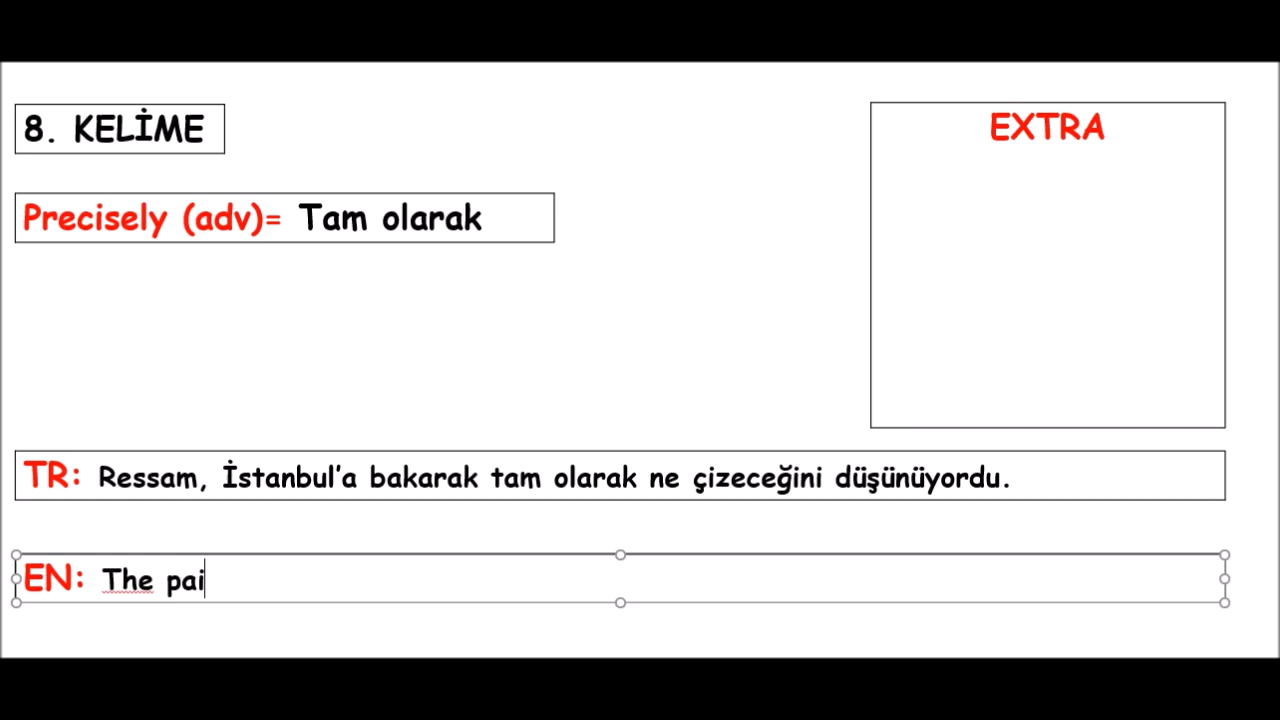 8. KELİME
EXTRA
Precisely (adv)= Tam olarak
TR: Ressam, İstanbul’a bakarak tam olarak ne çizeceğini düşünüyordu.
EN: The pai